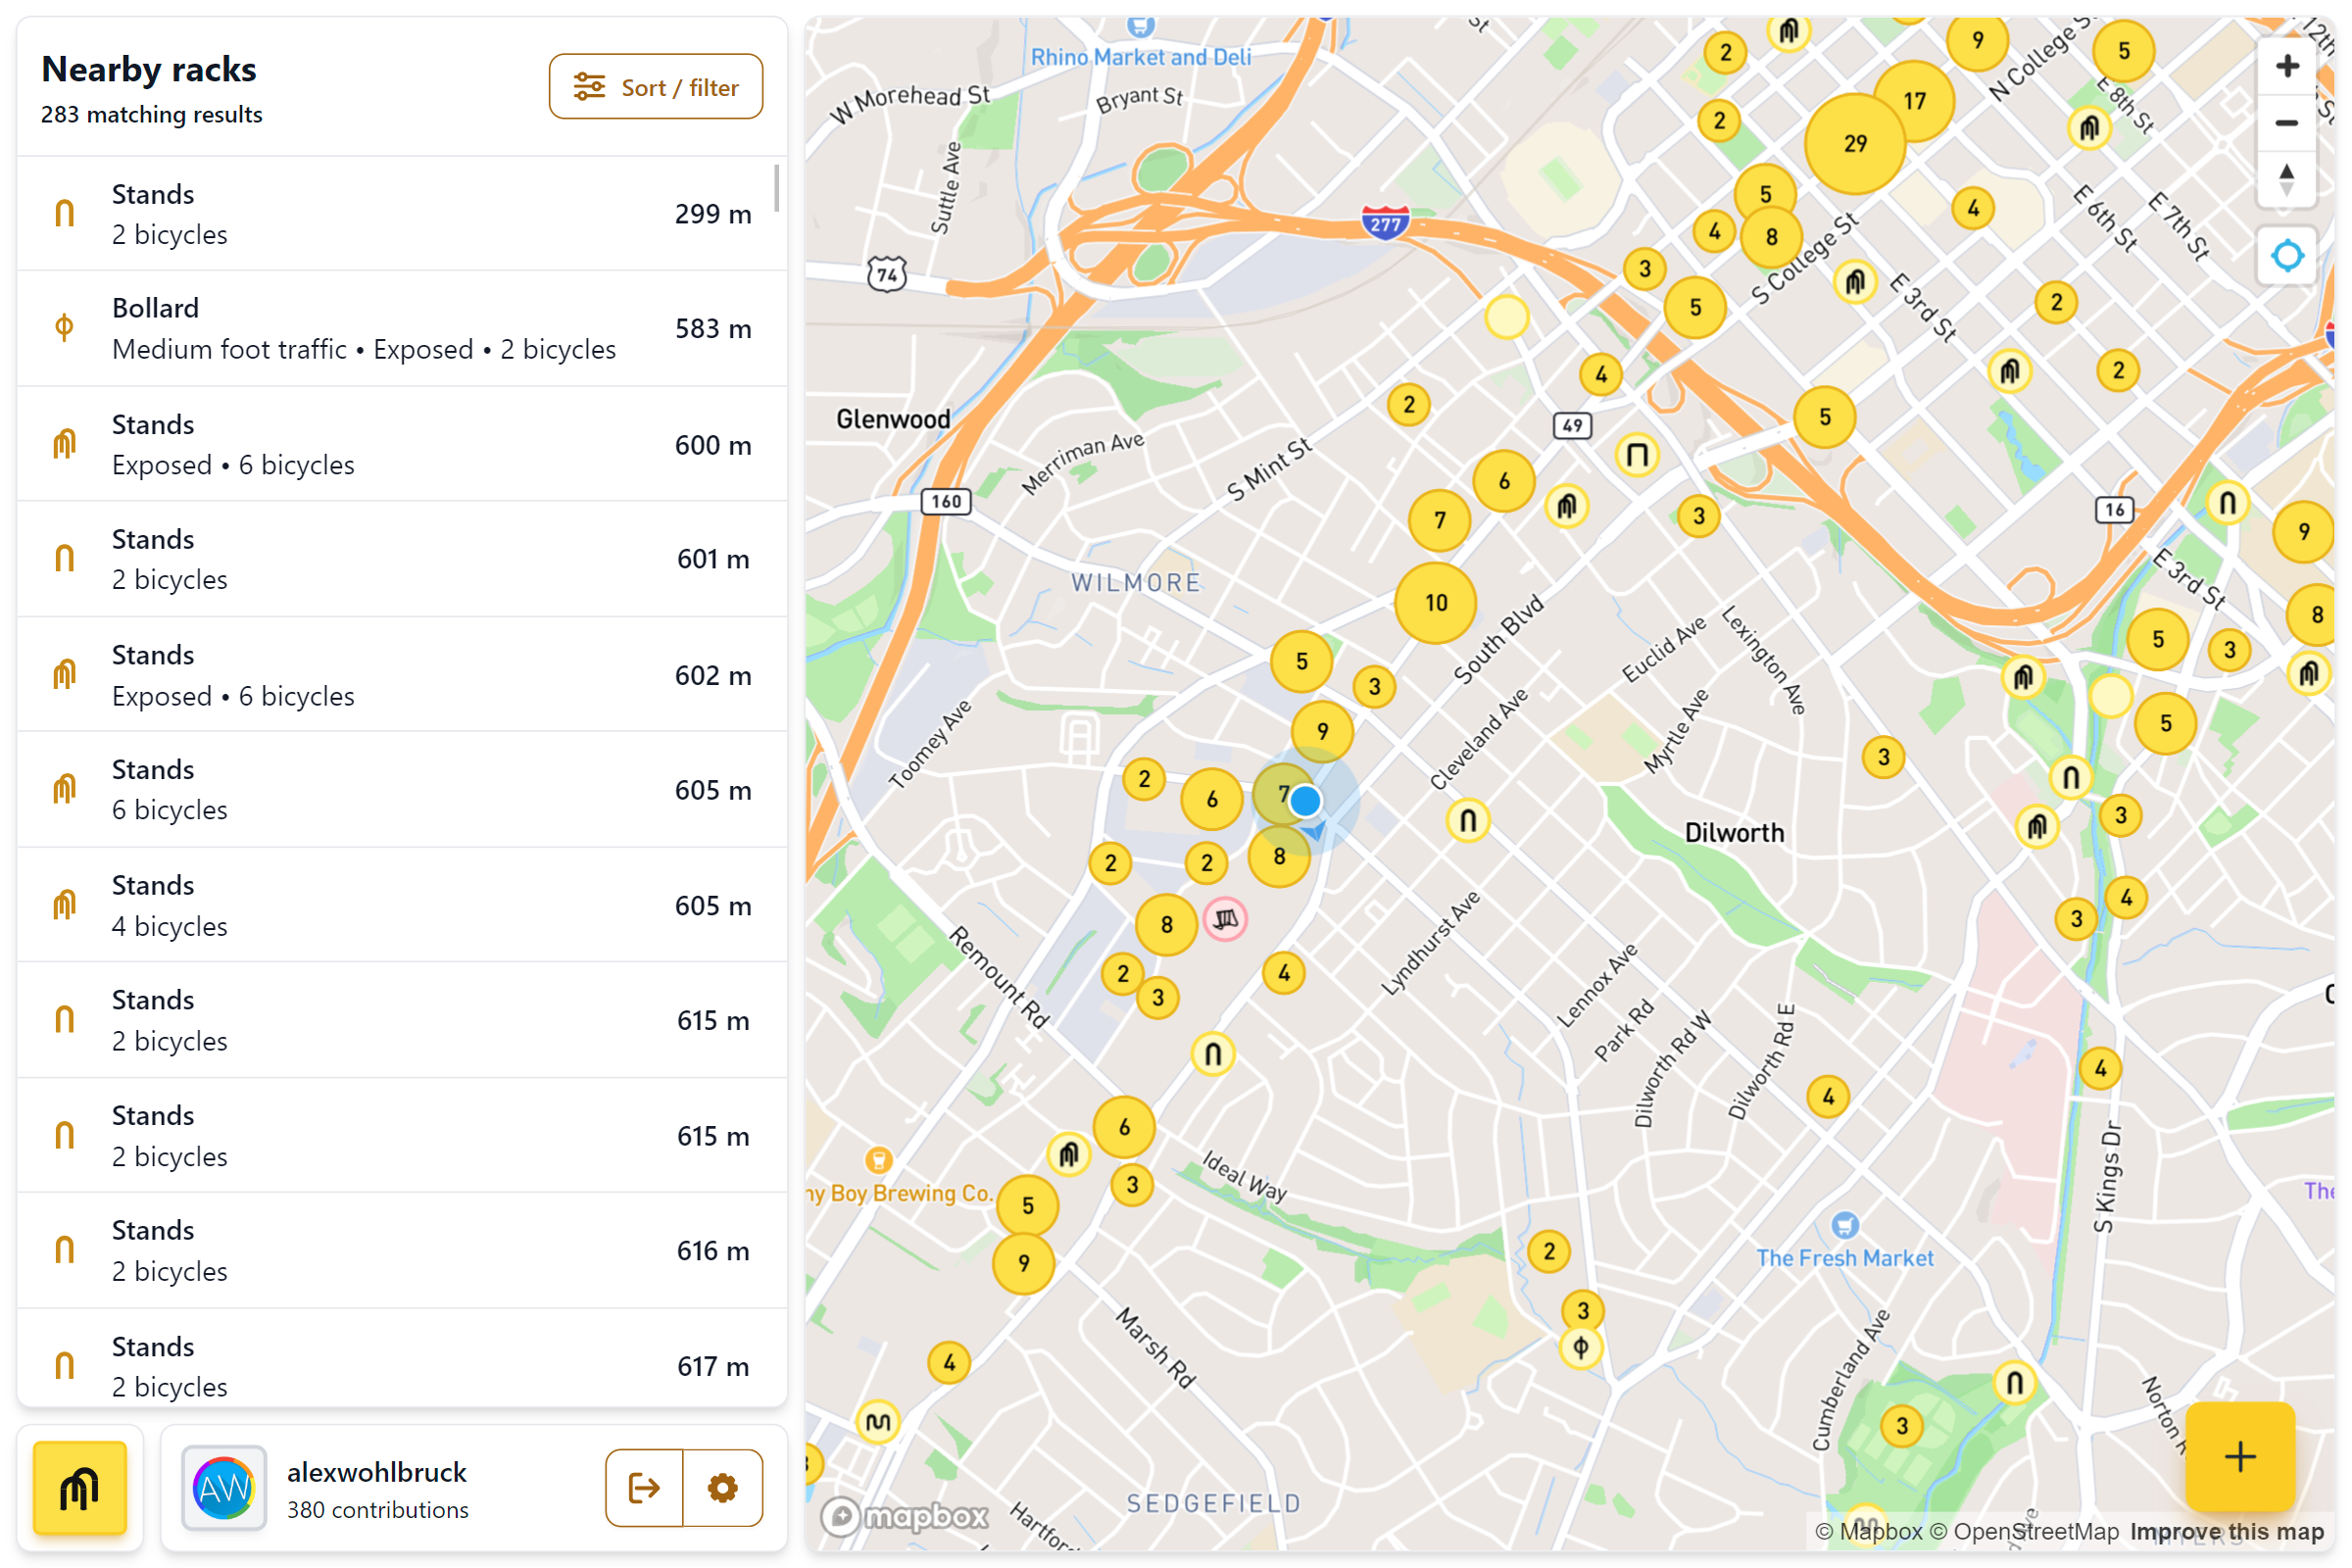 Nearby racks
283 matching results
Sort / filter
Stands
2 bicycles
299 m
Bollard
Medium foot traffic • Exposed • 2 bicycles
583 m
Stands
Exposed • 6 bicycles
600 m
Stands
2 bicycles
601 m
Stands
Exposed • 6 bicycles
602 m
Stands
6 bicycles
605 m
Stands
4 bicycles
605 m
Stands
2 bicycles
615 m
Stands
2 bicycles
615 m
Stands
2 bicycles
616 m
Stands
2 bicycles
617 m
AW
alexwohlbruck
380 contributions
Rhino Market and Deli
W Morehead St
Bryant St
Suttle Ave
St
2
9
5
N College S
12th
17
E 8th St
2
29
5
4
8
4
E 6th St
E 7th St
277
S College St
74
3
5
E 3rd St
2
Glenwood
2
4
49
5
2
Merriman Ave
S Mint St
6
7
3
160
16
9
E 3rd St
WILMORE
10
South Blvd
Euclid Ave
Lexington Ave
8
5
3
5
3
Toomey Ave
9
Cleveland Ave
Myrtle Ave
3
5
2
6
7
Dilworth
3
2
2
8
8
4
3
Lyndhurst Ave
Remount Rd
2
3
4
Lennox Ave
Park Rd
Dilworth Rd W
Dilworth Rd E
4
4
6
3
Ideal Way
ny Boy Brewing Co.
5
9
S Kings Dr
The
2
The Fresh Market
3
Marsh Rd
4
Cumberland Ave
3
Norton R
SEDGEFIELD
Hartfor
mapbox
© Mapbox © OpenStreetMap Improve this map